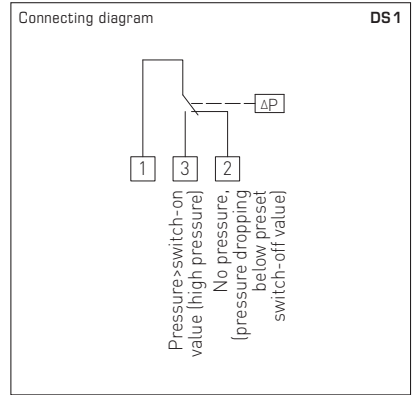 Connecting diagram
DS1
ΔP
1
3
2
Pressure>switch-on
value (high pressure)
No pressure,
(pressure dropping
below preset
switch-off value)